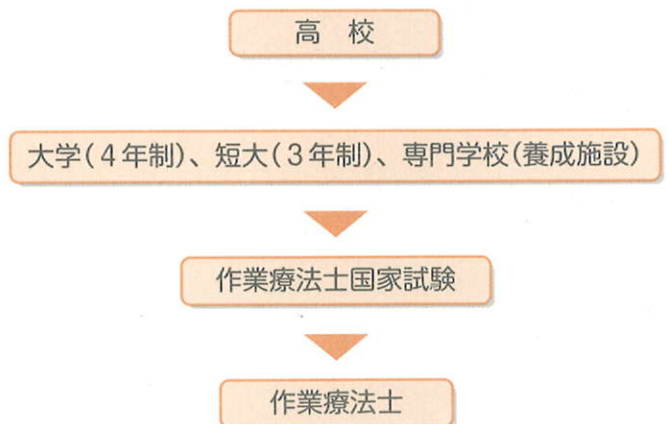 高 校
大学(4年制)、短大(3年制)、専門学校(養成施設)
作業療法士国家試験
作業療法士